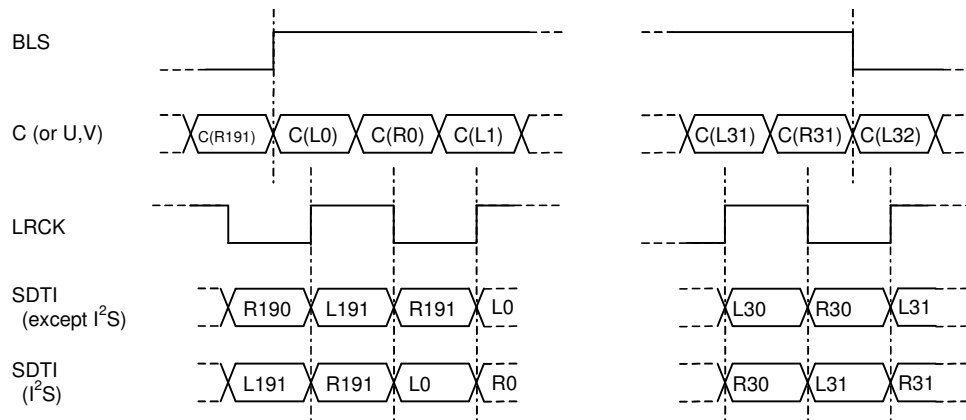 BLS
C (or U,V)
C(R191) C(L0) C(R0) C(L1) C(L31) C(R31) C(L32)
LRCK
SDTI
(except I²S)
R190 L191 R191 L0 L30 R30 L31
SDTI
(I²S)
L191 R191 L0 R0 R30 L31 R31